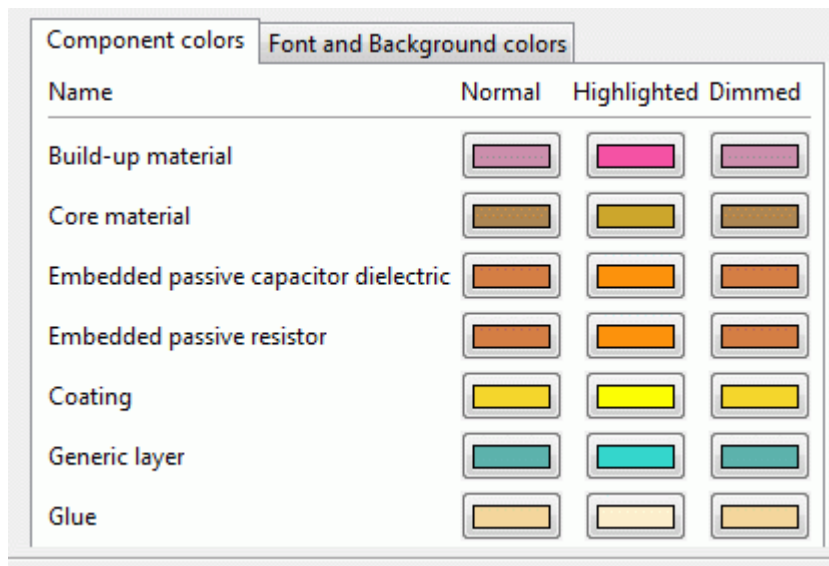 Component colors Font and Background colors
Name Normal Highlighted Dimmed
Build-up material
Core material
Embedded passive capacitor dielectric
Embedded passive resistor
Coating
Generic layer
Glue